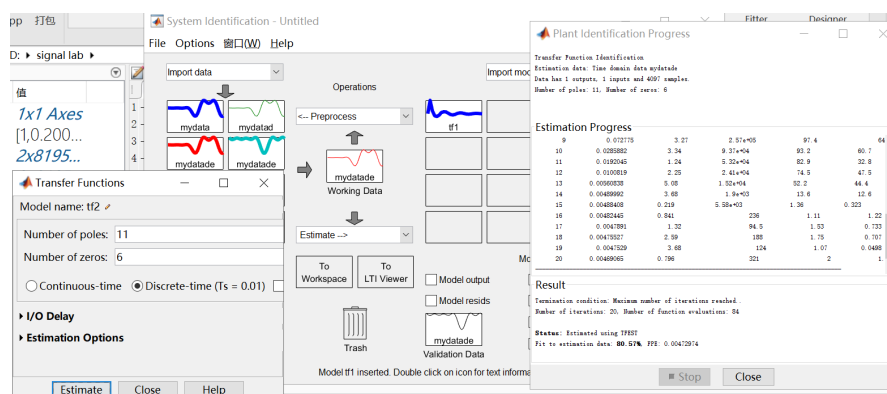 pp 打包
D: ▸ signal lab ▸
值
1x1 Axes
[1,0.200...
2x8195...
1
2
3
4
System Identification - Untitled
File Options 窗口(W) Help
Import data
Operations
Import mod
mydata
mydatad
mydatade
mydatade
<-- Preprocess
mydatade
Working Data
Estimate -->
tf1
To Workspace
To LTI Viewer
Model output
Model resids
Trash
mydatade
Validation Data
Mo
Model tf1 inserted. Double click on icon for text informa
Transfer Functions
Model name: tf2
Number of poles: 11
Number of zeros: 6
Continuous-time Discrete-time (Ts = 0.01)
I/O Delay
Estimation Options
Estimate Close Help
Fitter Designer
Plant Identification Progress
Transfer Function Identification
Estimation data: Time domain data mydatade
Data has 1 outputs, 1 inputs and 4097 samples.
Number of poles: 11, Number of zeros: 6
Estimation Progress
9 0.072775 3.27 2.57e+05 97.4 64
10 0.0285882 3.34 9.37e+04 93.2 60.7
11 0.0192045 1.24 5.32e+04 82.9 32.8
12 0.0100819 2.25 2.41e+04 74.5 47.5
13 0.00560838 5.08 1.52e+04 52.2 44.4
14 0.00489992 3.68 1.9e+03 13.6 12.6
15 0.00488408 0.219 5.58e+03 1.36 0.323
16 0.00482445 0.841 236 1.11 1.22
17 0.0047891 1.32 94.5 1.53 0.733
18 0.00475527 2.59 188 1.75 0.707
19 0.0047529 3.68 124 1.07 0.0498
20 0.00469065 0.796 321 2 1.
Result
Termination condition: Maximum number of iterations reached.
Number of iterations: 20, Number of function evaluations: 84
Status: Estimated using TFEST
Fit to estimation data: 80.57%, FPE: 0.00472974
Stop Close